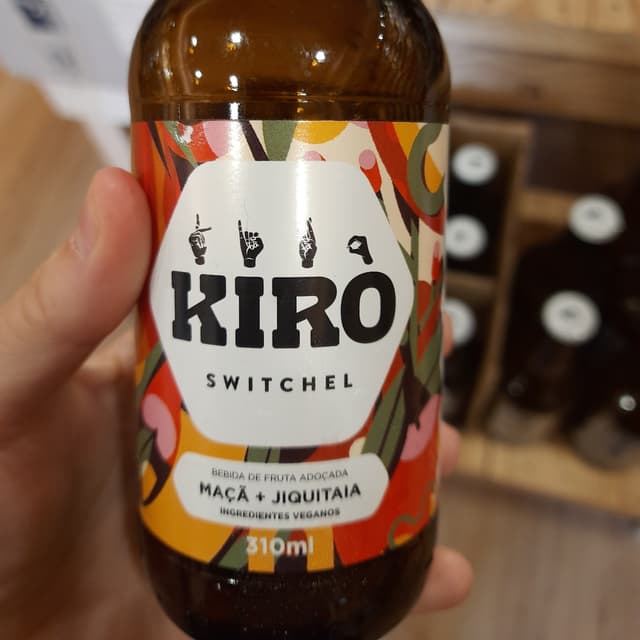 KIRO
SWITCHEL
BEBIDA DE FRUTA ADOÇADA
MAÇÃ + JIQUITAIA
INGREDIENTES VEGANOS
310ml